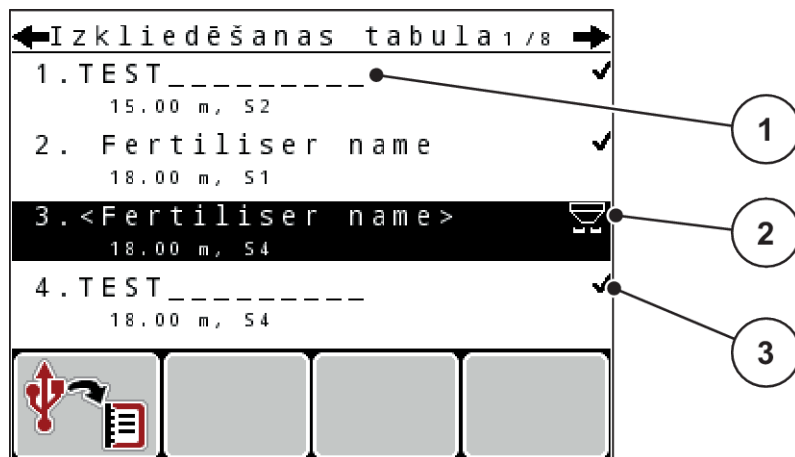 Izkliedēšanas tabula 1/8
1.TEST_________
15.00 m, S2
2. Fertiliser name
18.00 m, S1
3.<Fertiliser name>
18.00 m, S4
4.TEST_________
18.00 m, S4
1
2
3